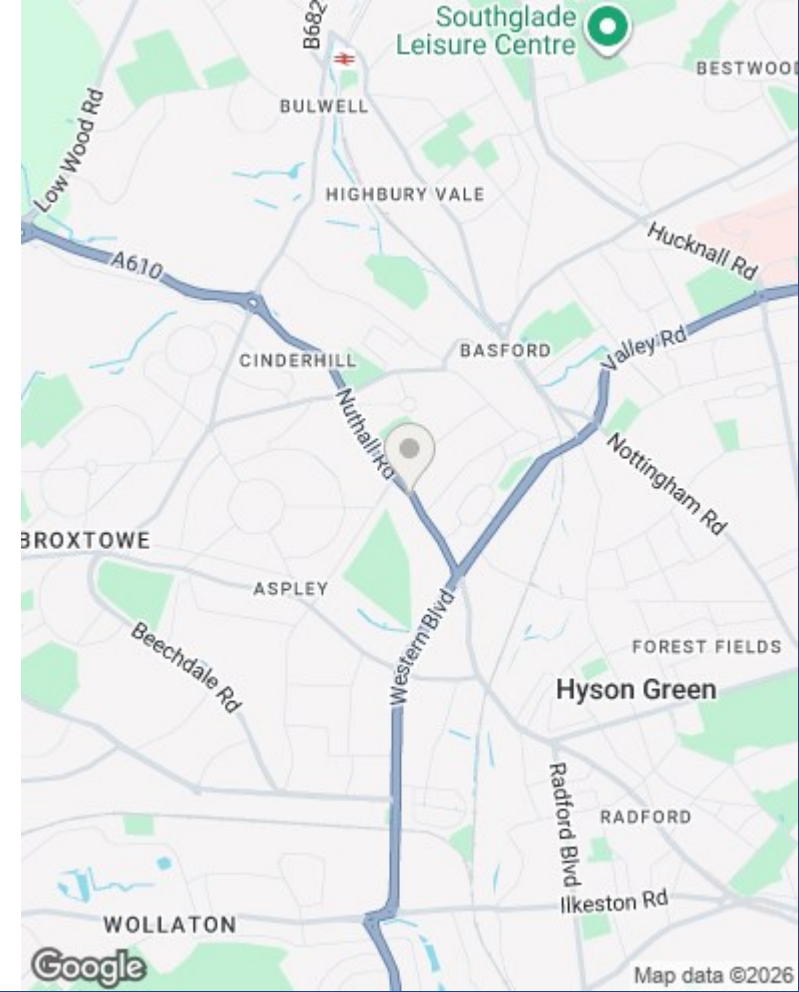 B682
Southglade
Leisure Centre
BESTWOOD
Low Wood Rd
BULWELL
HIGHBURY VALE
Hucknall Rd
A610
Valley Rd
CINDERHILL
BASFORD
Nuthall Rd
Nottingham Rd
BROXTOWE
ASPLEY
Western Blvd
Beechdale Rd
FOREST FIELDS
Hyson Green
Radford Blvd
RADFORD
Ilkeston Rd
WOLLATON
Google
Map data ©2026